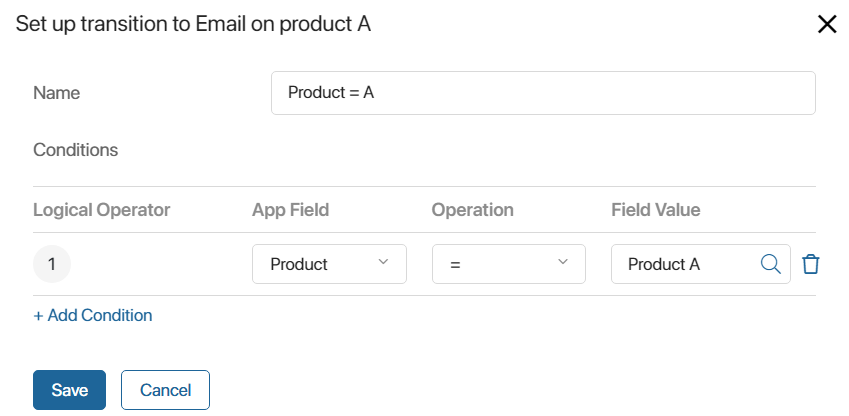 Set up transition to Email on product A
Name
Product = A
Conditions
Logical Operator App Field Operation Field Value
1 Product = Product A
+ Add Condition
Save Cancel